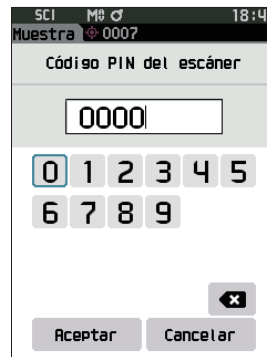 SCI M 18:4
Muestra 0007
Código PIN del escáner
0000
0 1 2 3 4 5
6 7 8 9
Aceptar Cancelar